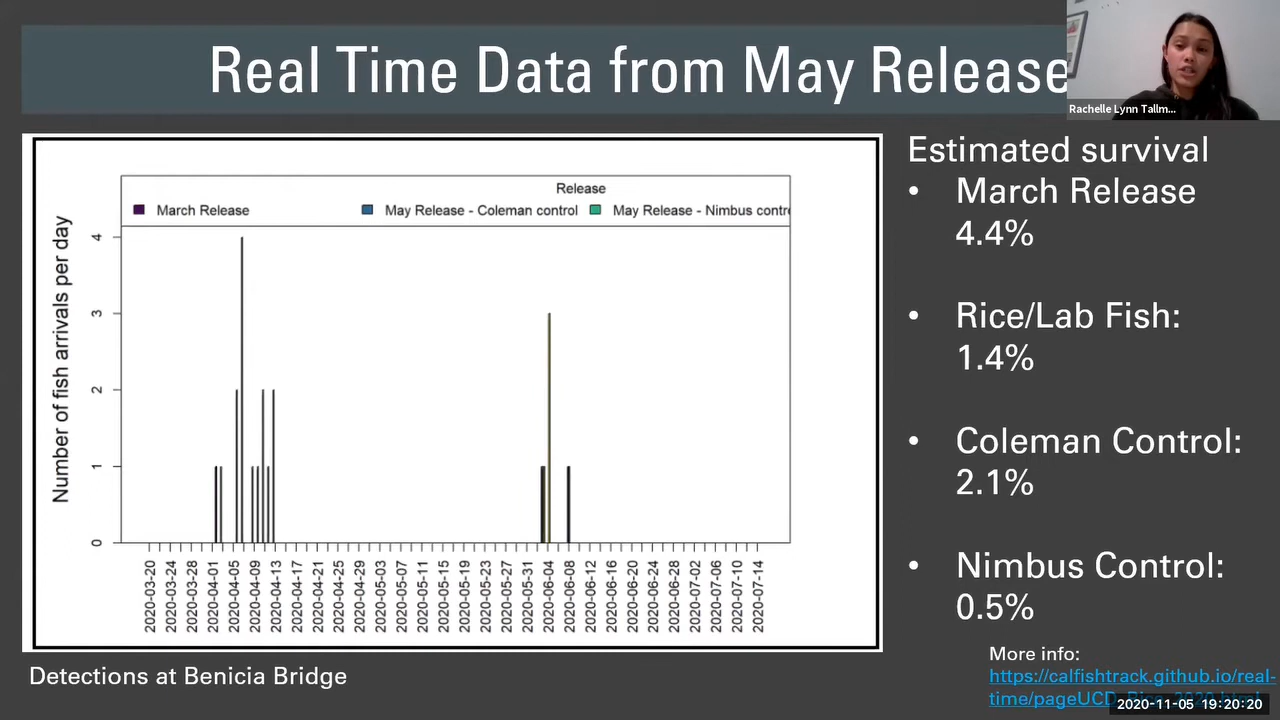 Real Time Data from May Release
Rachelle Lynn Tallm...
Release
March Release
May Release - Coleman control
May Release - Nimbus contro
Number of fish arrivals per day
4
3
2
1
0
2020-03-20
2020-03-24
2020-03-28
2020-04-01
2020-04-05
2020-04-09
2020-04-13
2020-04-17
2020-04-21
2020-04-25
2020-04-29
2020-05-03
2020-05-07
2020-05-11
2020-05-15
2020-05-19
2020-05-23
2020-05-27
2020-05-31
2020-06-04
2020-06-08
2020-06-12
2020-06-16
2020-06-20
2020-06-24
2020-06-28
2020-07-02
2020-07-06
2020-07-10
2020-07-14
Detections at Benicia Bridge
Estimated survival
• March Release
4.4%
• Rice/Lab Fish:
1.4%
• Coleman Control:
2.1%
• Nimbus Control:
0.5%
More info:
https://calfishtrack.github.io/real-
time/pageUCD
2020-11-05 19:20:20